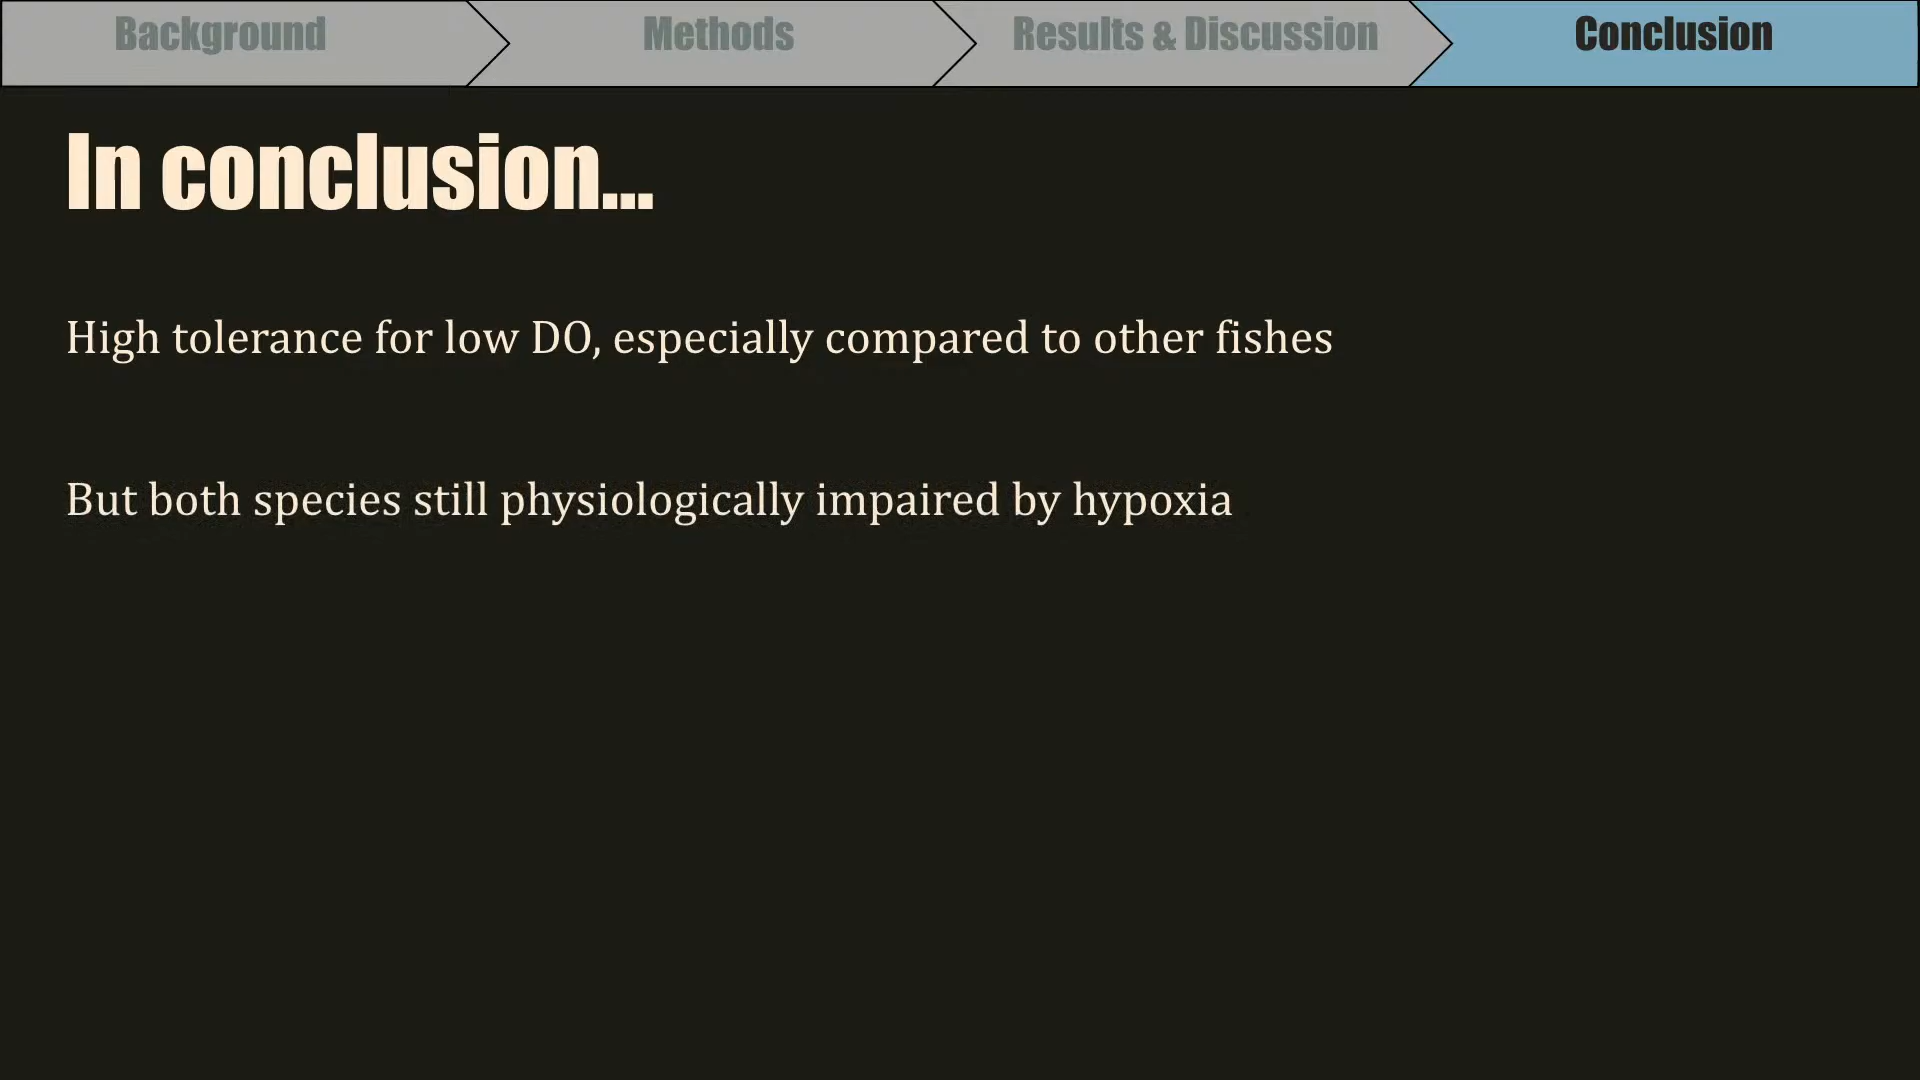 Background
Methods
Results & Discussion
Conclusion
In conclusion...
High tolerance for low DO, especially compared to other fishes
But both species still physiologically impaired by hypoxia